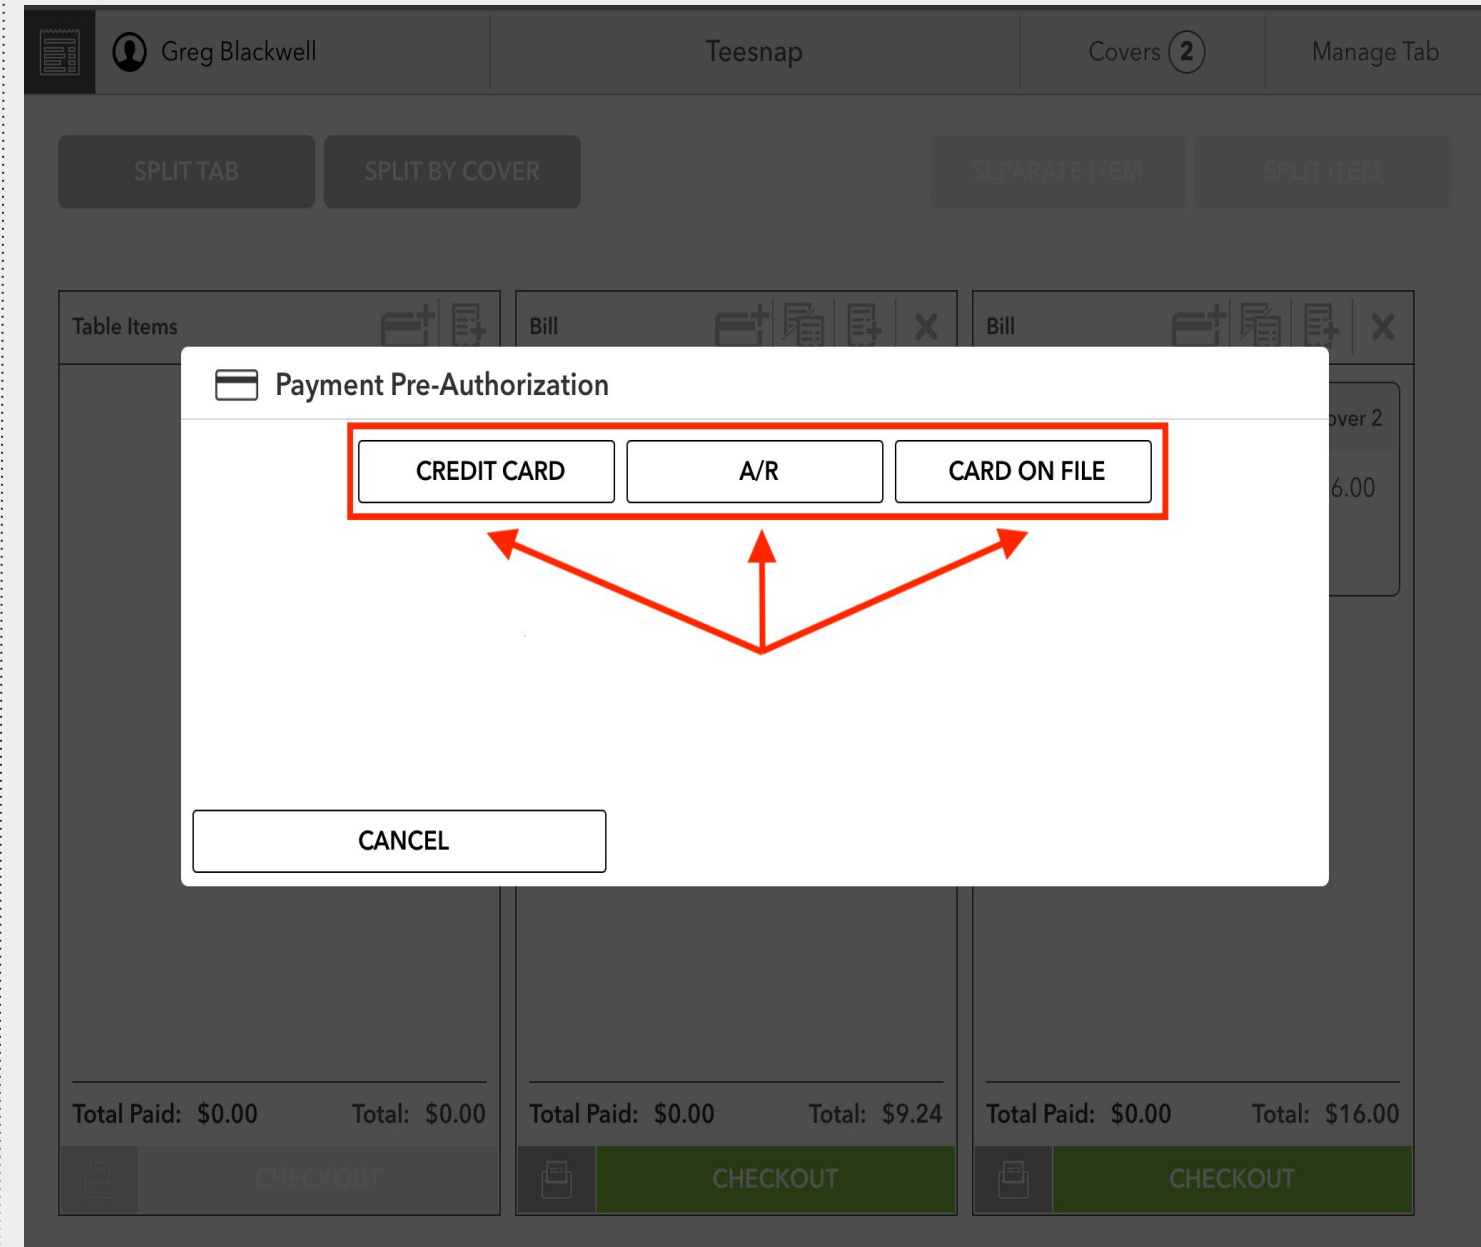 Greg Blackwell
Teesnap
Covers 2
Manage Tab
SPLIT TAB
SPLIT BY COVER
SEPARATE ITEM
SPLIT ITEM
Table Items
Bill
Bill
Payment Pre-Authorization
over 2
CREDIT CARD
A/R
CARD ON FILE
6.00
CANCEL
Total Paid: $0.00 Total: $0.00
Total Paid: $0.00 Total: $9.24
Total Paid: $0.00 Total: $16.00
CHECKOUT
CHECKOUT
CHECKOUT